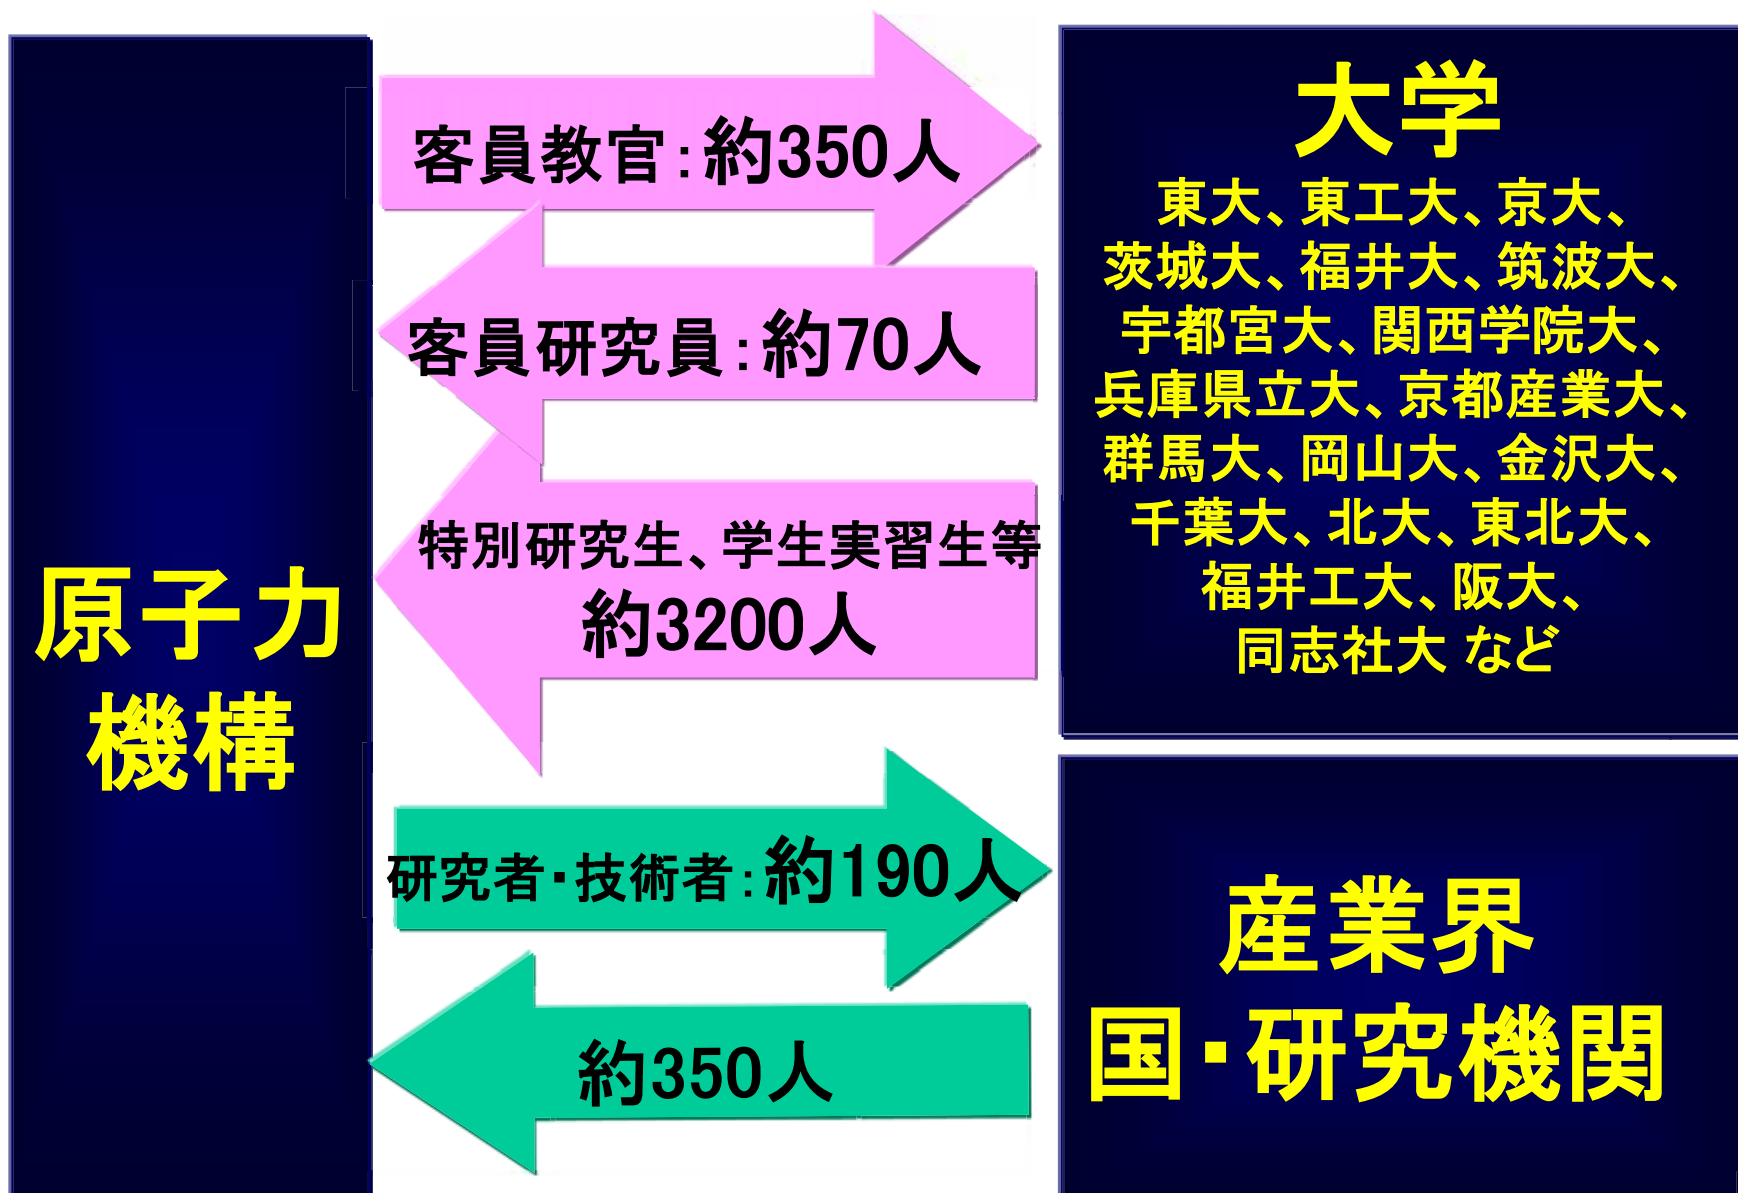 原子力
機構
客員教官：約350人
客員研究員：約70人
特別研究生、学生実習生等
約3200人
研究者・技術者：約190人
約350人
大学
東大、東工大、京大、
茨城大、福井大、筑波大、
宇都宮大、関西学院大、
兵庫県立大、京都産業大、
群馬大、岡山大、金沢大、
千葉大、北大、東北大、
福井工大、阪大、
同志社大 など
産業界
国・研究機関